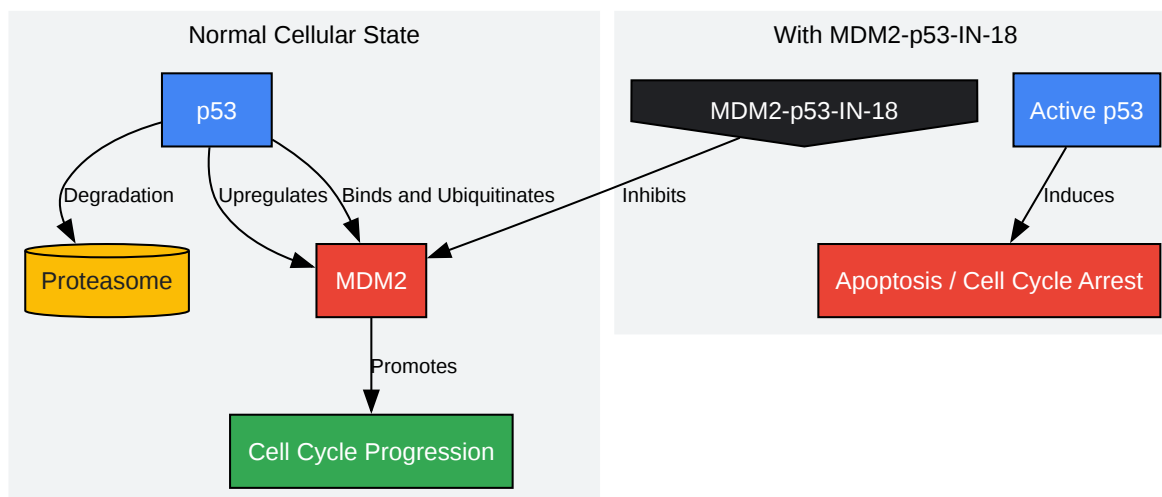 Normal Cellular State
With MDM2-p53-IN-18
p53
MDM2-p53-IN-18
Active p53
Degradation
Upregulates
Binds and Ubiquitinates
Inhibits
Induces
Proteasome
MDM2
Apoptosis / Cell Cycle Arrest
Promotes
Cell Cycle Progression